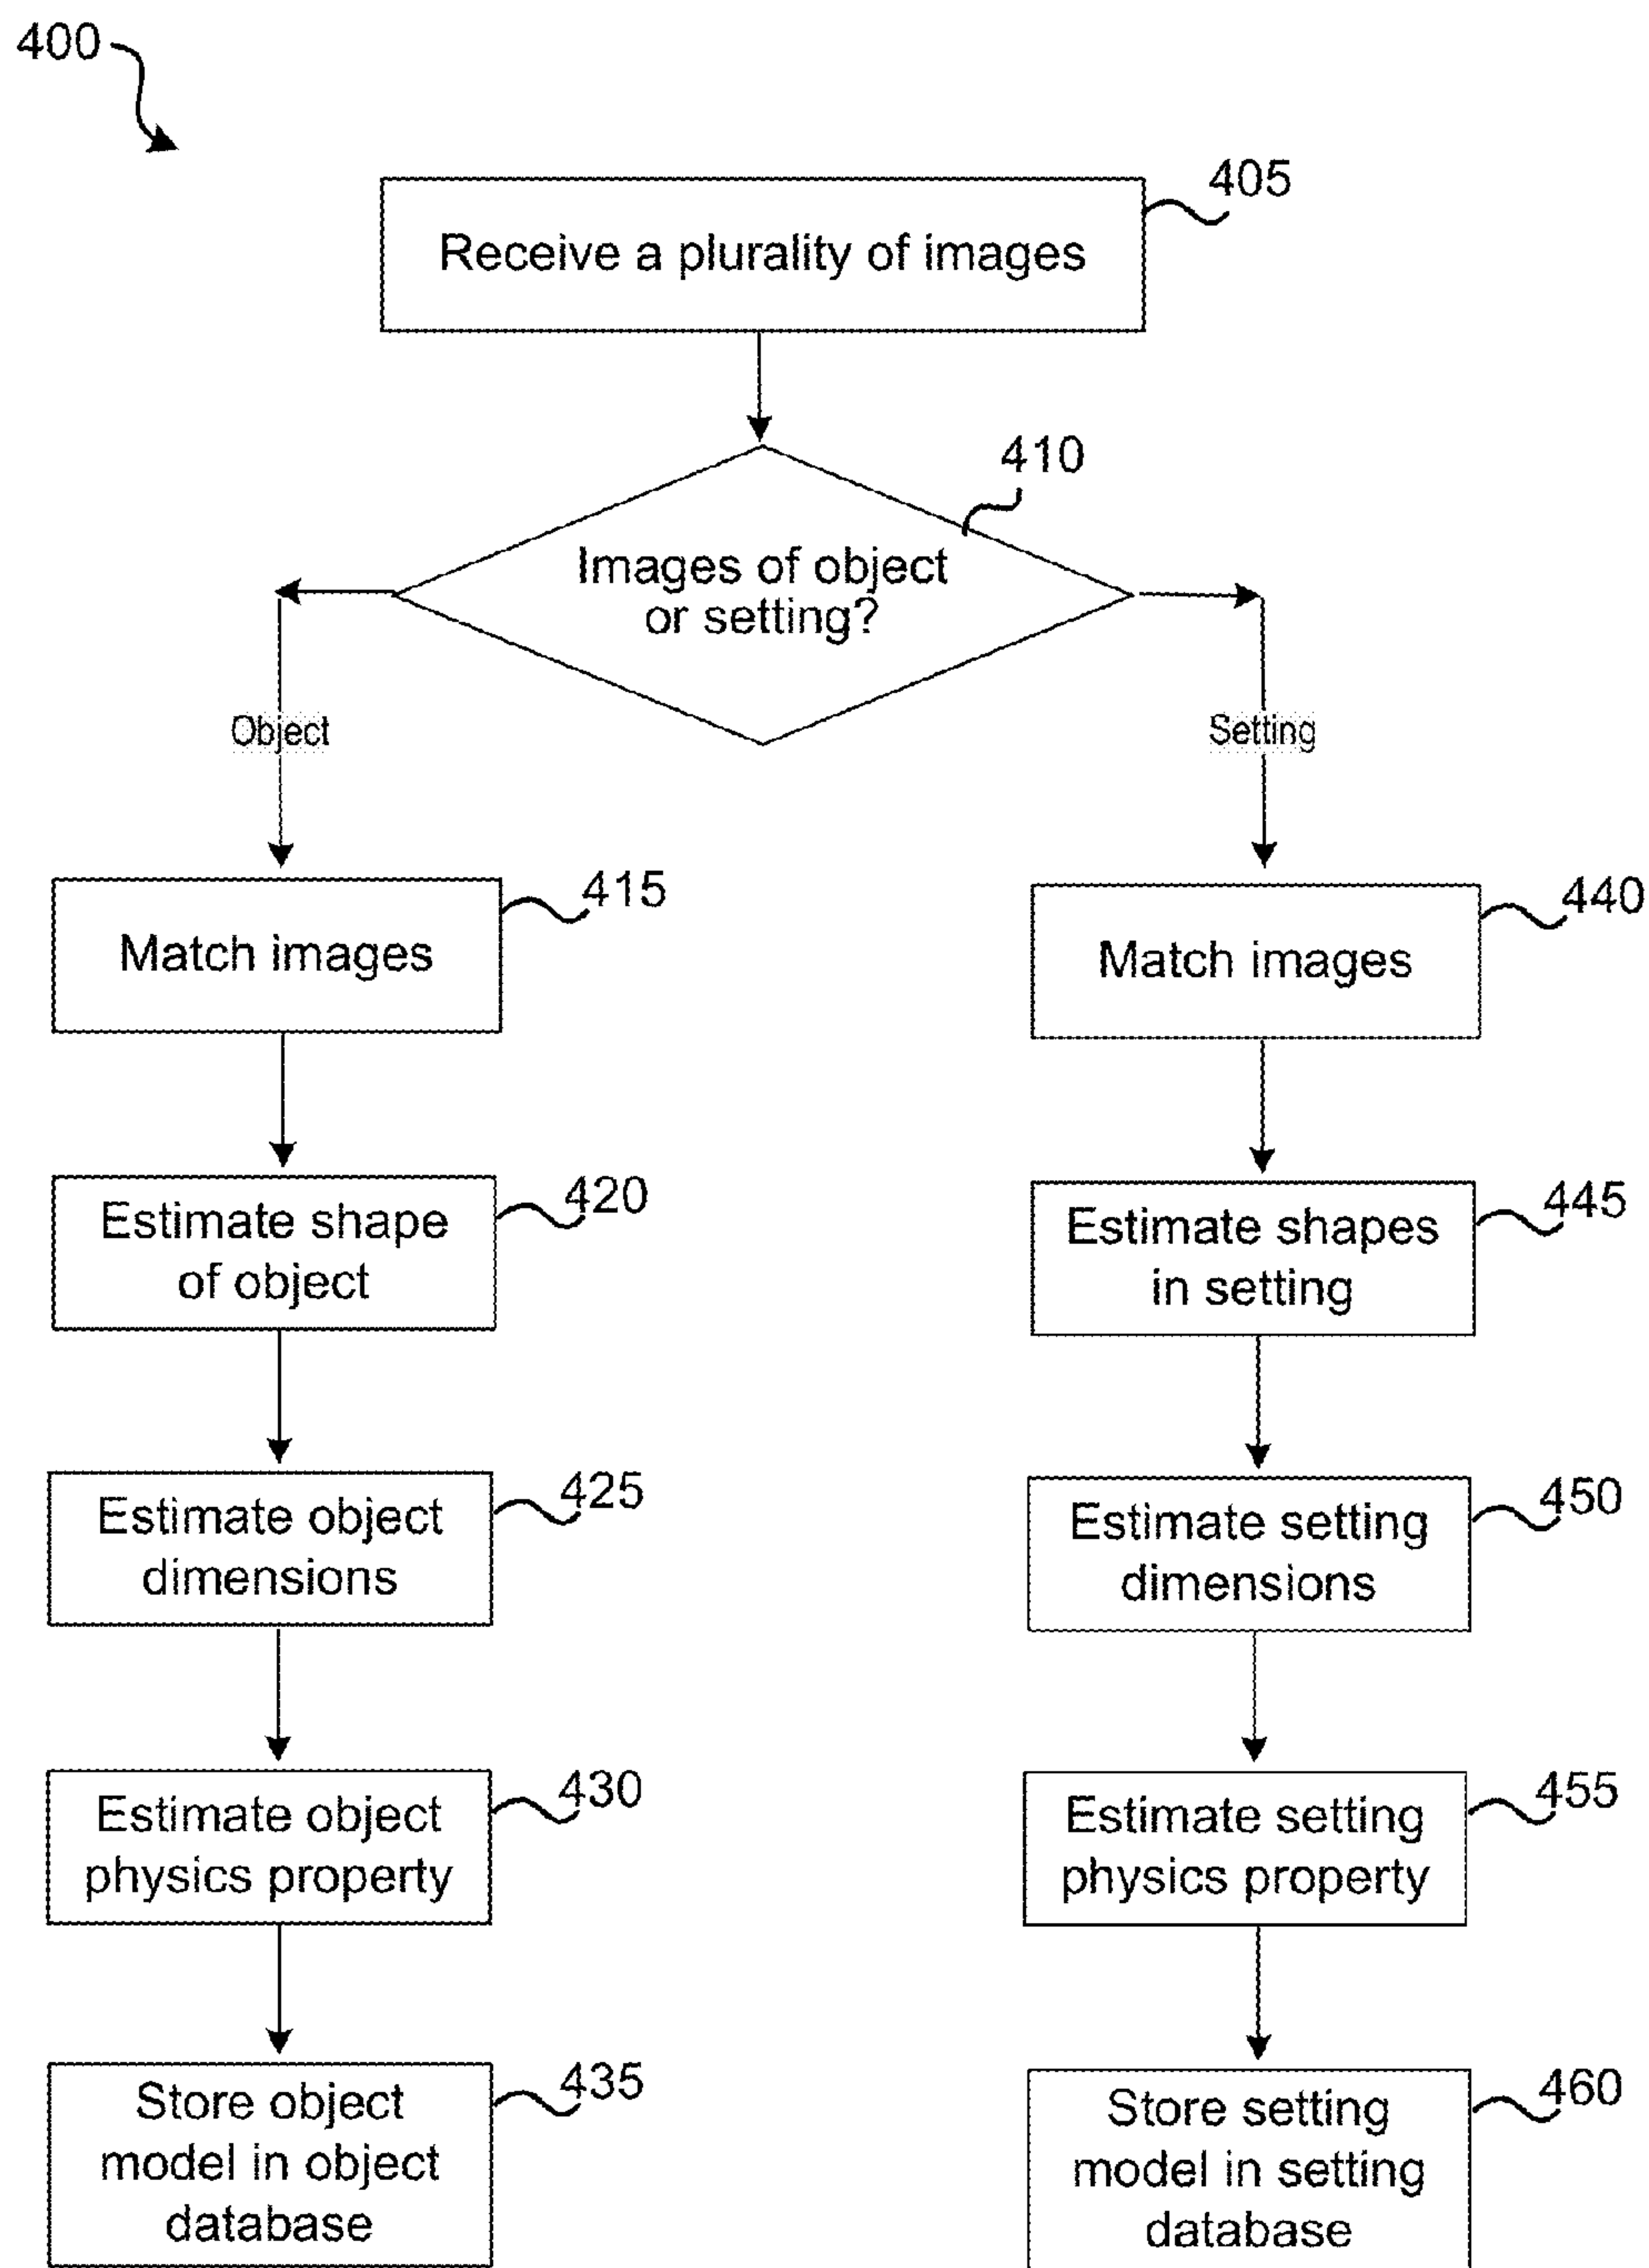 400
405
Receive a plurality of images
410
Images of object
or setting?
Object
Setting
415
Match images
440
Match images
420
Estimate shape
of object
445
Estimate shapes
in setting
425
Estimate object
dimensions
450
Estimate setting
dimensions
430
Estimate object
physics property
455
Estimate setting
physics property
435
Store object
model in object
database
460
Store setting
model in setting
database